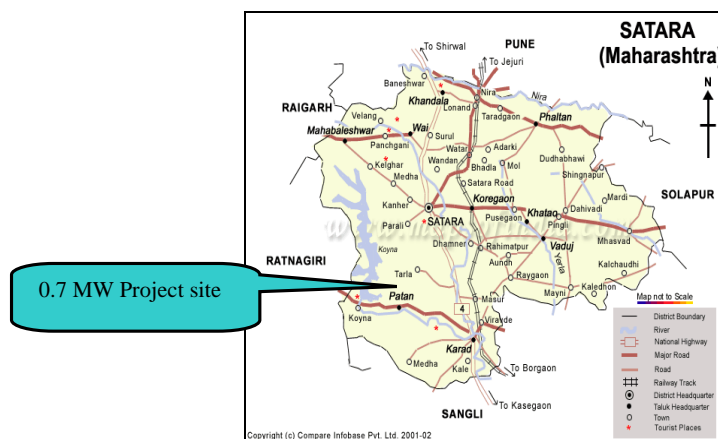 SATARA
(Maharashtra)
N
PUNE
To Shirwal
To Jejuri
Baneshwar
Nira
Nira
Khandala
Lonand
Taradgaon
RAIGARH
Velang
Phaltan
Mahabaleshwar
Wai
Surul
Panchgani
Watar
Adarki
Dudhabhawi
Kelghar
Wandan
Bhadla
Mol
Shingnapur
Medha
Satara Road
SOLAPUR
Mardi
Kanher
Koregaon
Khatao
Dahivadi
SATARA
Pusegaon
Pingli
Parali
Mhasvad
Koyna
Dhamner
Rahimatpur
Vaduj
RATNAGIRI
Aundh
Yerla
Kalchaudhi
Tarla
Raygaon
0.7 MW Project site
Mayni
Kaledhon
Patan
Masur
Map not to Scale
4
Koyna
Viravde
District Boundary
River
National Highway
Karad
Major Road
Medha
Kale
Road
To Borgaon
Railway Track
District Headquarter
To Kasegaon
Taluk Headquarter
SANGLI
Town
Tourist Places
Copyright (c) Compare Infobase Pvt. Ltd. 2001-02